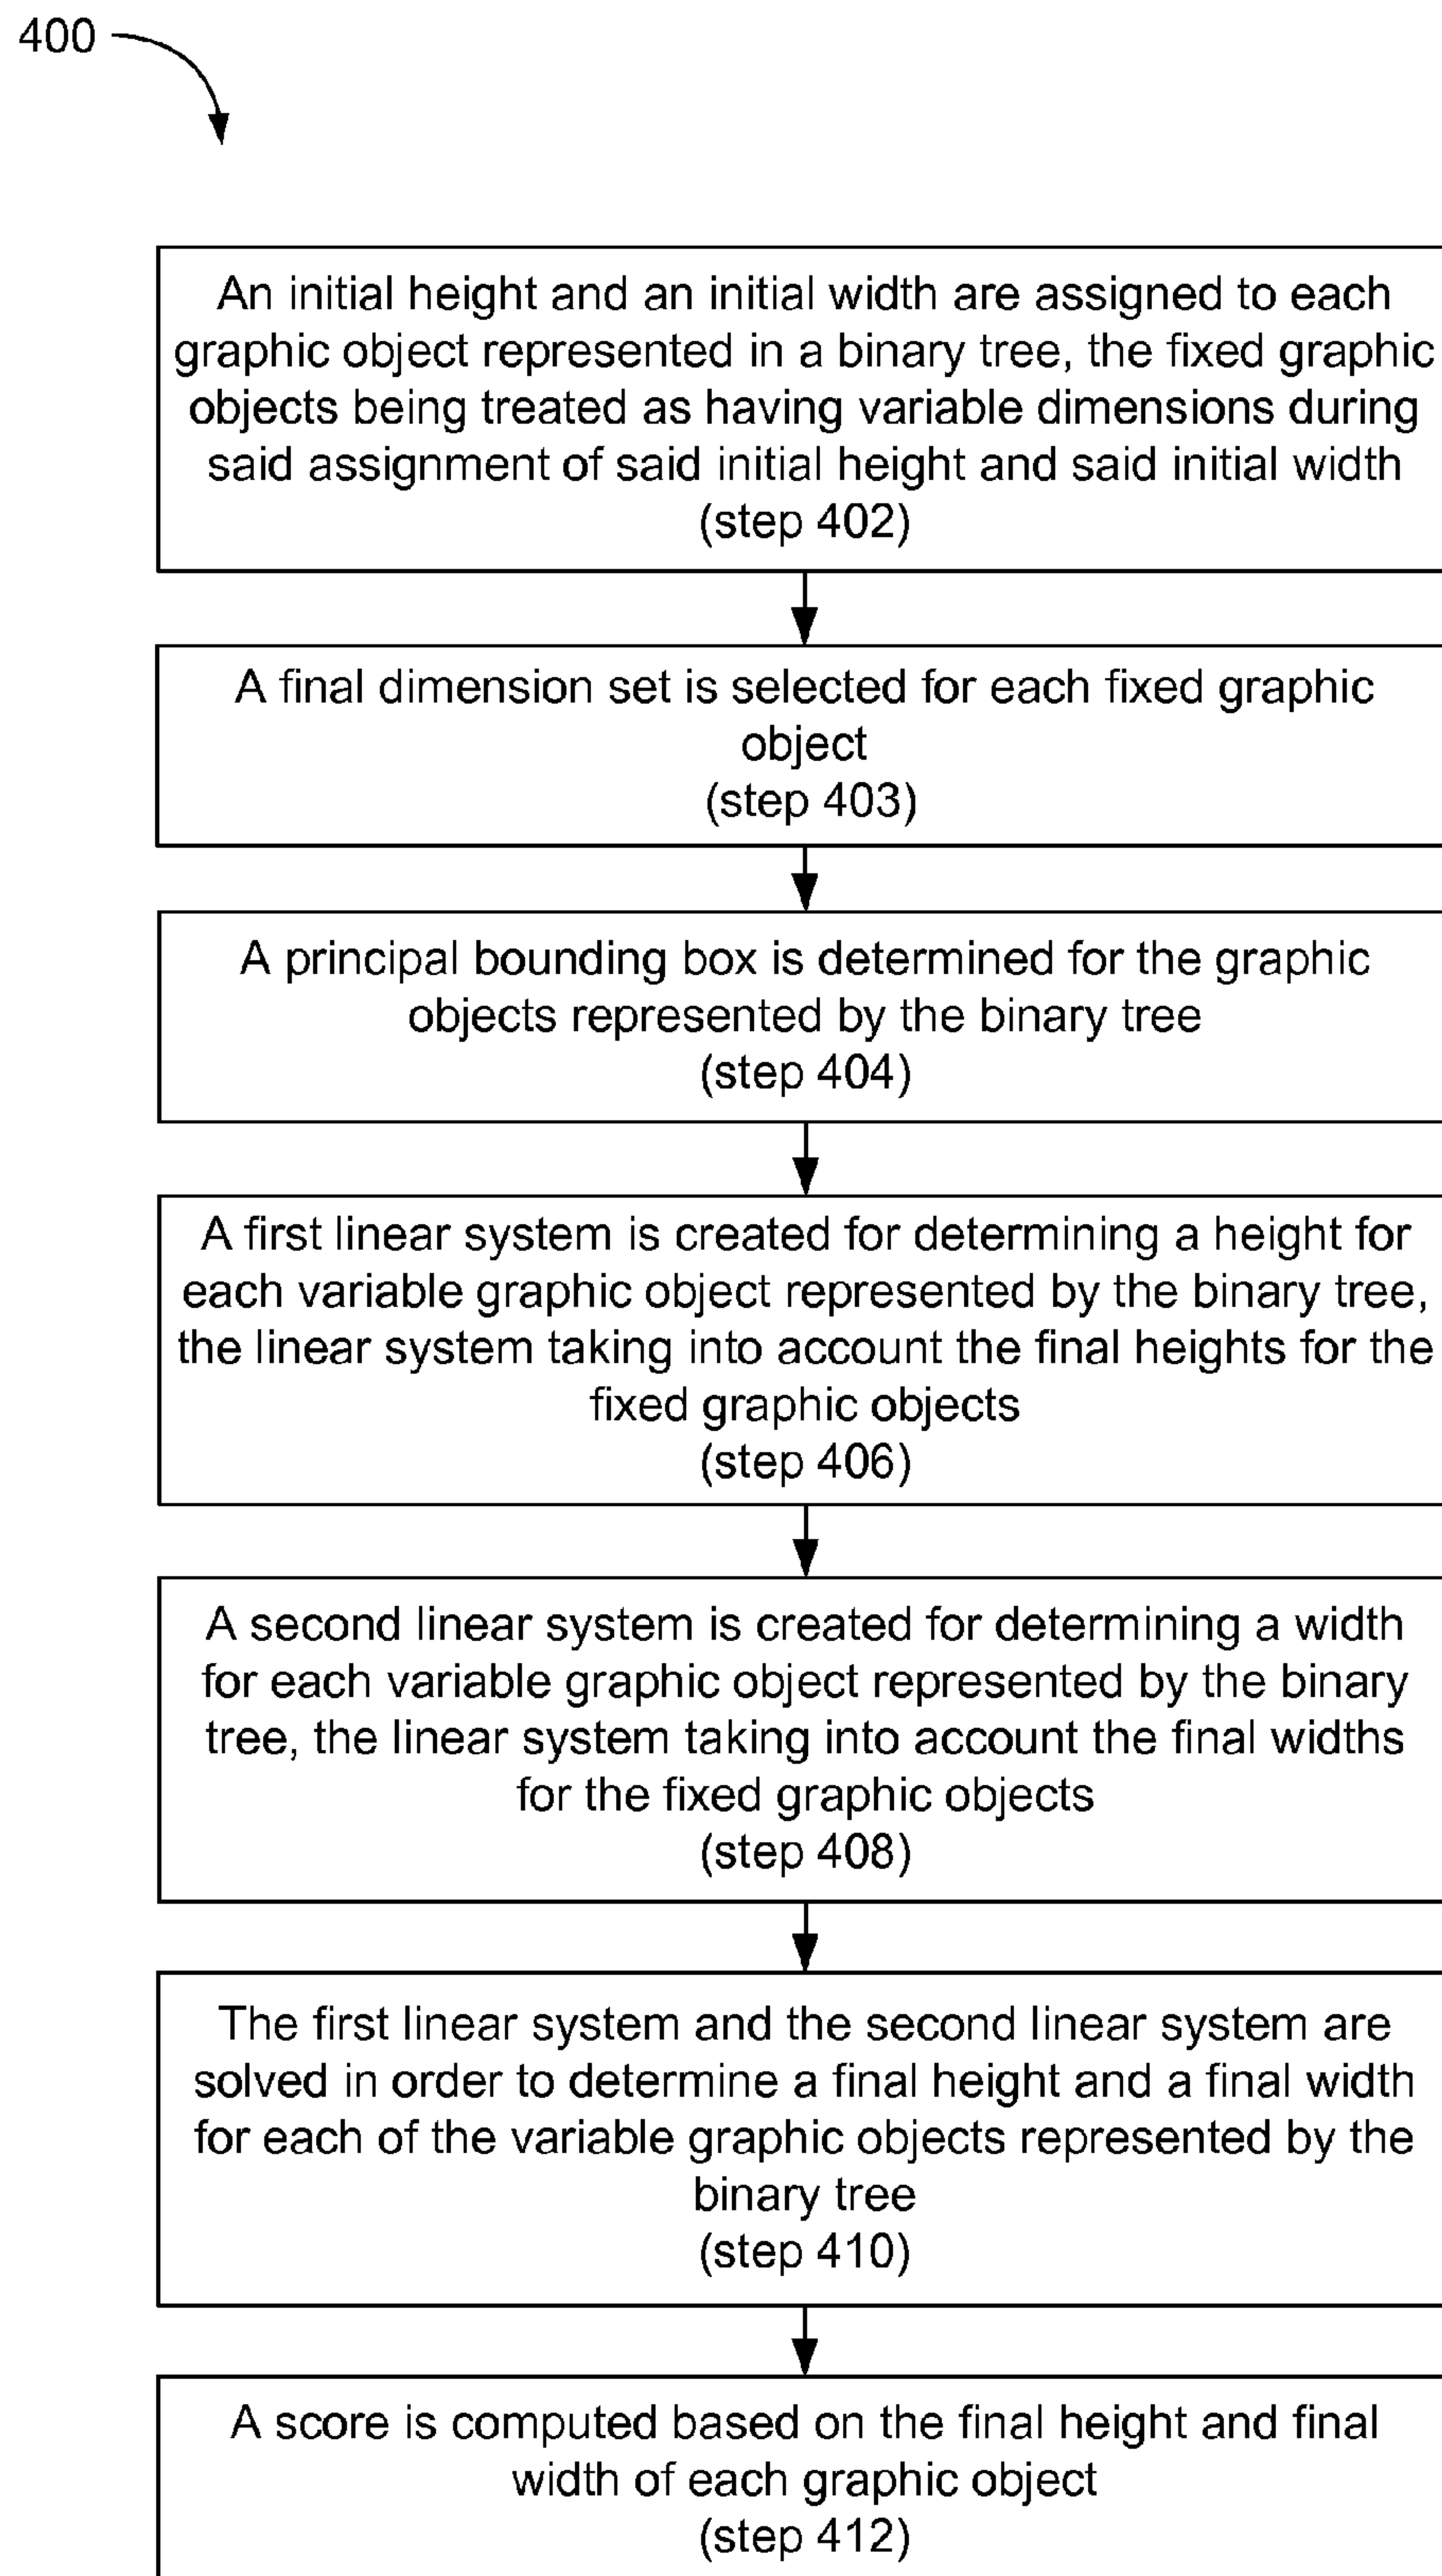 400
An initial height and an initial width are assigned to each
graphic object represented in a binary tree, the fixed graphic
objects being treated as having variable dimensions during
said assignment of said initial height and said initial width
(step 402)
A final dimension set is selected for each fixed graphic
object
(step 403)
A principal bounding box is determined for the graphic
objects represented by the binary tree
(step 404)
A first linear system is created for determining a height for
each variable graphic object represented by the binary tree,
the linear system taking into account the final heights for the
fixed graphic objects
(step 406)
A second linear system is created for determining a width
for each variable graphic object represented by the binary
tree, the linear system taking into account the final widths
for the fixed graphic objects
(step 408)
The first linear system and the second linear system are
solved in order to determine a final height and a final width
for each of the variable graphic objects represented by the
binary tree
(step 410)
A score is computed based on the final height and final
width of each graphic object
(step 412)